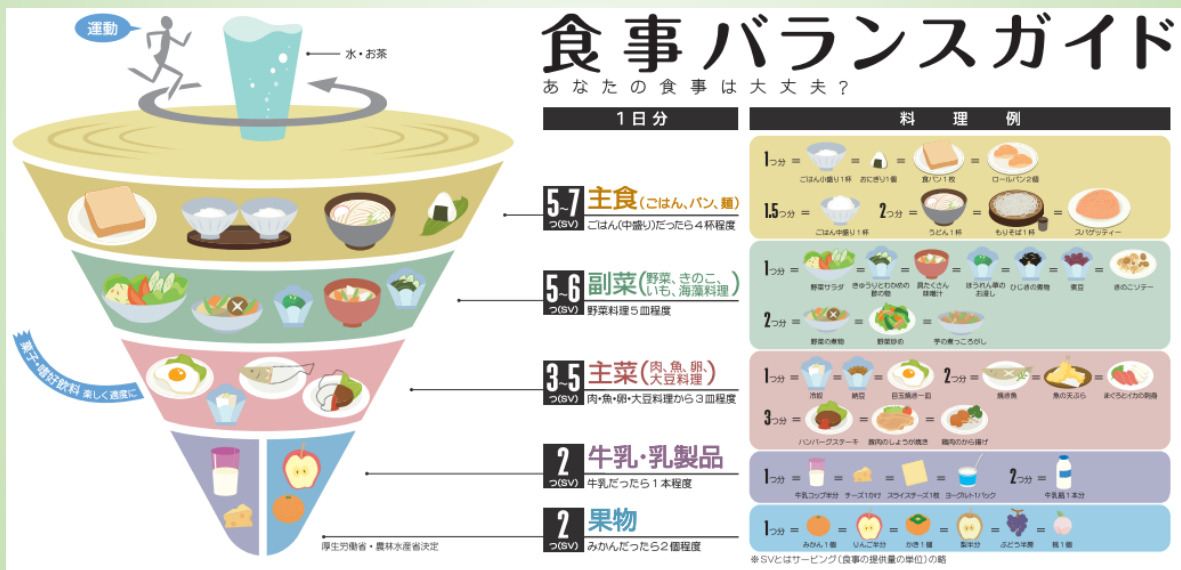 運動
水・お茶
食事バランスガイド
あなたの食事は大丈夫?
1日分
料理例
5~7
つ(SV)
主食(ごはん、パン、麺)
ごはん(中盛り)だったら4杯程度
1つ分 = ごはん小盛り1杯 = おにぎり1個 = 食パン1枚 = ロールパン2個
1.5つ分 = ごはん中盛り1杯 2つ分 = うどん1杯 = もりそば1杯 = スパゲッティー
5~6
つ(SV)
副菜(野菜、きのこ、いも、海藻料理)
野菜料理5皿程度
1つ分 = 野菜サラダ = きゅうりとわかめの酢の物 = 具たくさん味噌汁 = ほうれん草のお浸し = ひじきの煮物 = 煮豆 = きのこソテー
2つ分 = 野菜の煮物 = 野菜炒め = 芋の煮っころがし
菓子・嗜好飲料 楽しく適度に
3~5
つ(SV)
主菜(肉、魚、卵、大豆料理)
肉・魚・卵・大豆料理から3皿程度
1つ分 = 冷奴 = 納豆 = 目玉焼き一皿 2つ分 = 焼き魚 = 魚の天ぷら = まぐろとイカの刺身
3つ分 = ハンバーグステーキ = 豚肉のしょうが焼き = 鶏肉のから揚げ
2
つ(SV)
牛乳・乳製品
牛乳だったら1本程度
1つ分 = 牛乳コップ半分 = チーズ1かけ = スライスチーズ1枚 = ヨーグルト1パック 2つ分 = 牛乳瓶1本分
2
つ(SV)
果物
みかんだったら2個程度
1つ分 = みかん1個 = りんご半分 = かき1個 = 梨半分 = ぶどう半房 = 桃1個
厚生労働省・農林水産省決定
※SVとはサービング(食事の提供量の単位)の略